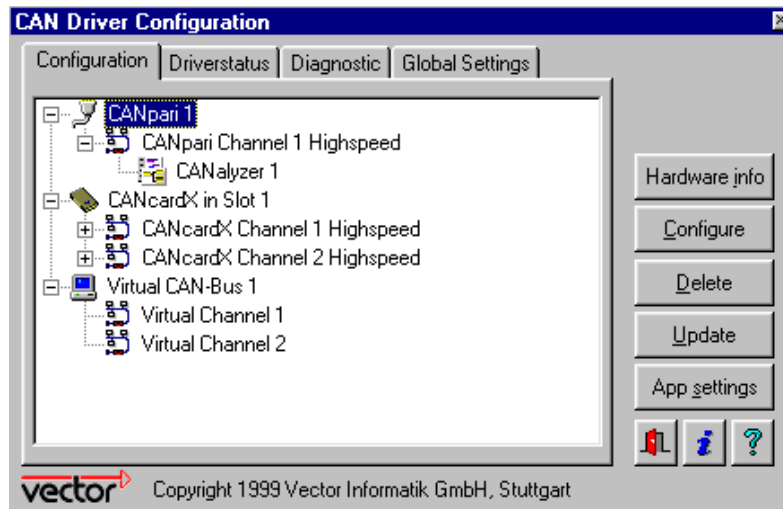 CAN Driver Configuration
Configuration Driverstatus Diagnostic Global Settings
CANpari 1
CANpari Channel 1 Highspeed
CANalyzer 1
CANcardX in Slot 1
CANcardX Channel 1 Highspeed
CANcardX Channel 2 Highspeed
Virtual CAN-Bus 1
Virtual Channel 1
Virtual Channel 2
Hardware info
Configure
Delete
Update
App settings
vector Copyright 1999 Vector Informatik GmbH, Stuttgart